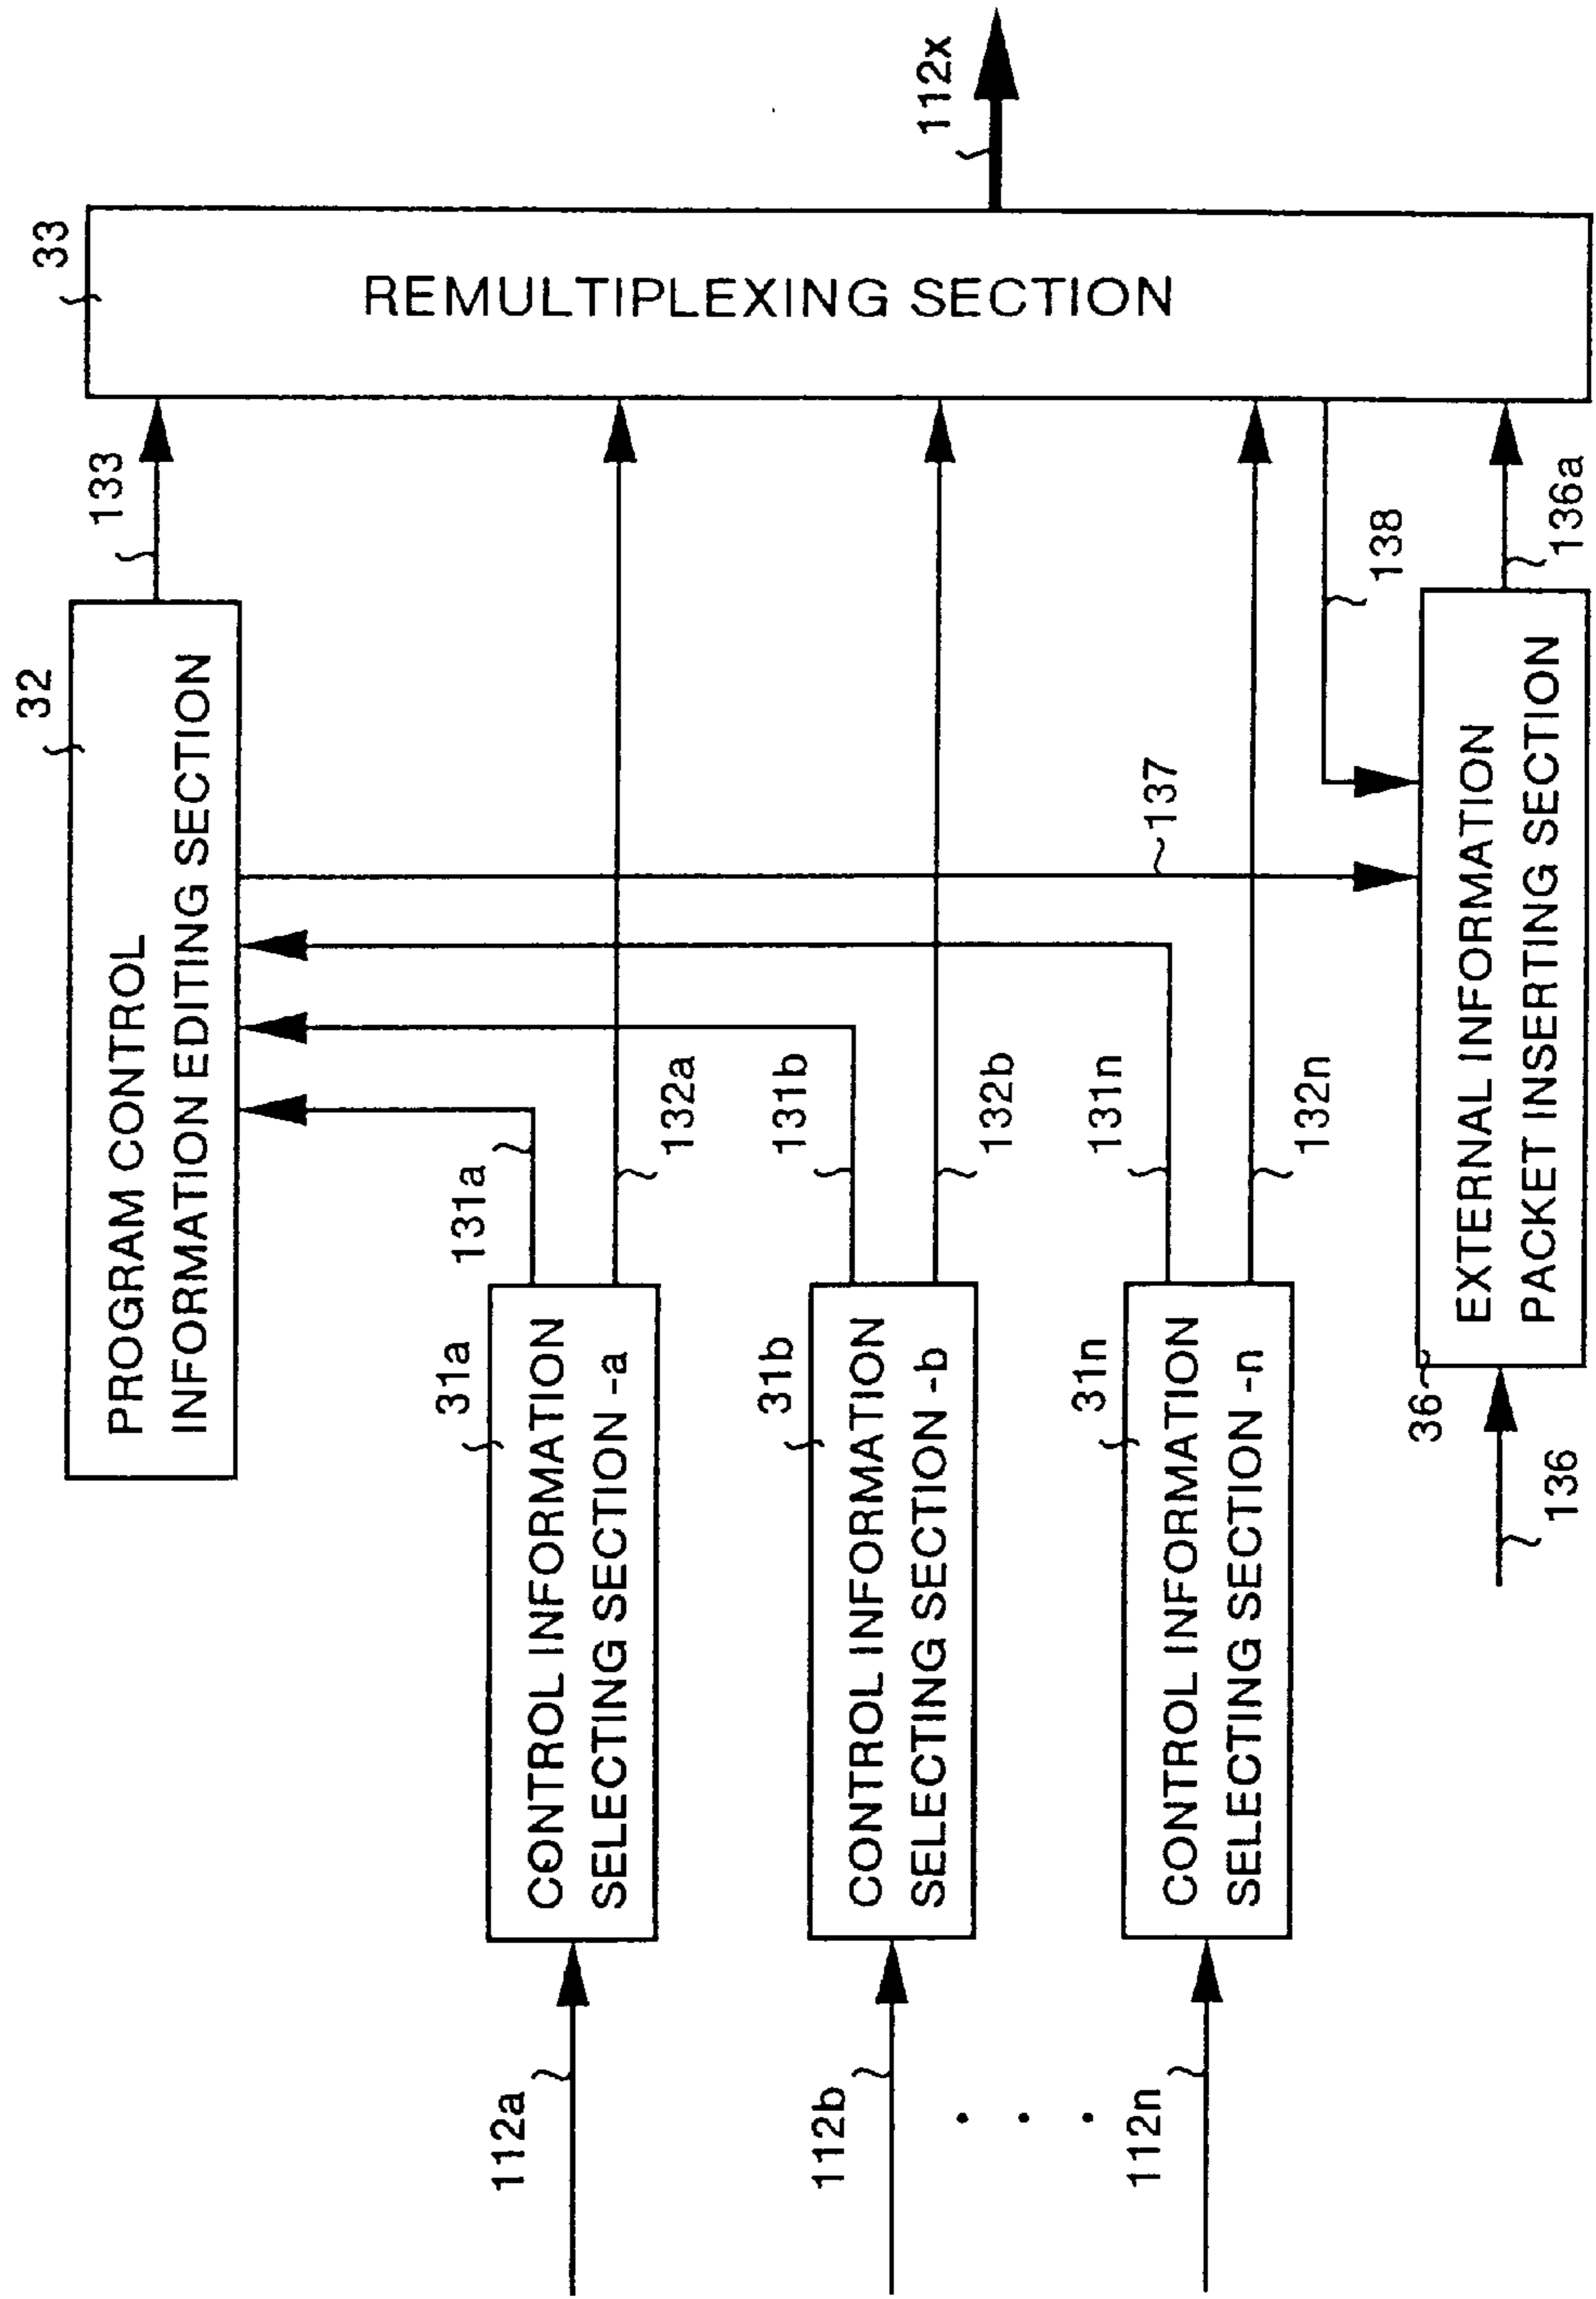 32
PROGRAM CONTROL
INFORMATION EDITING SECTION
133
33
REMULTIPLEXING SECTION
112x
112a
31a
CONTROL INFORMATION
SELECTING SECTION -a
131a
132a
112b
31b
CONTROL INFORMATION
SELECTING SECTION -b
131b
132b
112n
31n
CONTROL INFORMATION
SELECTING SECTION -n
131n
132n
137
138
136
36
EXTERNAL INFORMATION
PACKET INSERTING SECTION
136a